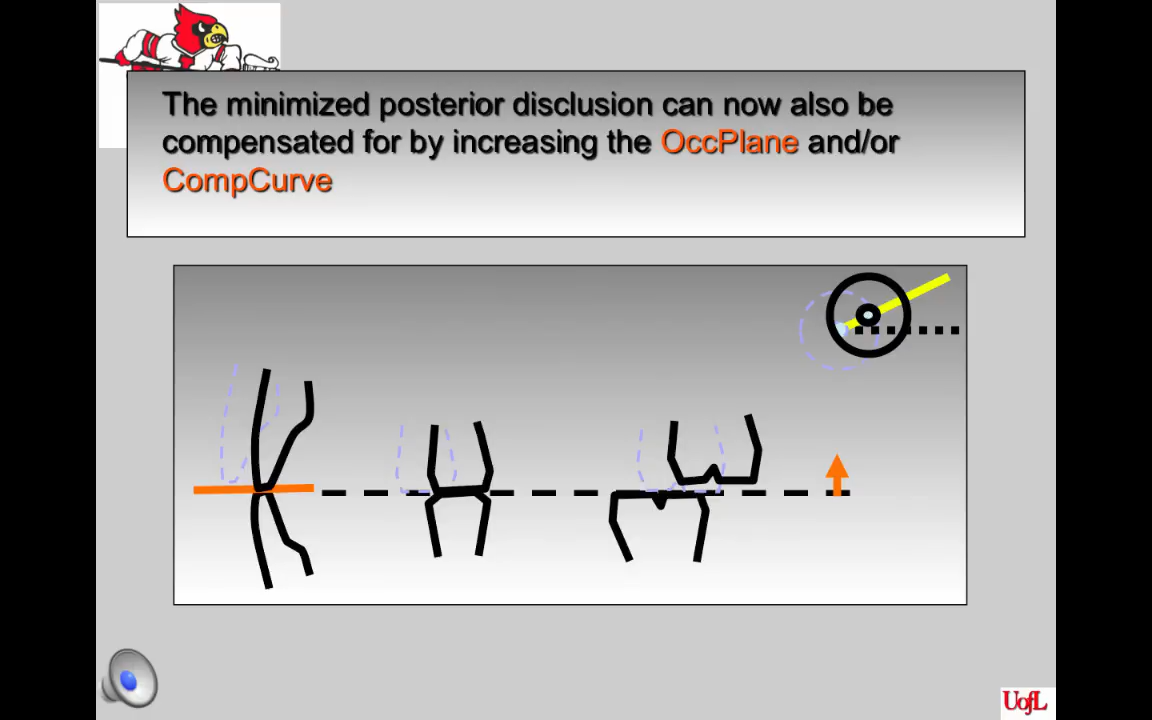 The minimized posterior disclusion can now also be
compensated for by increasing the OccPlane and/or
CompCurve
UofL